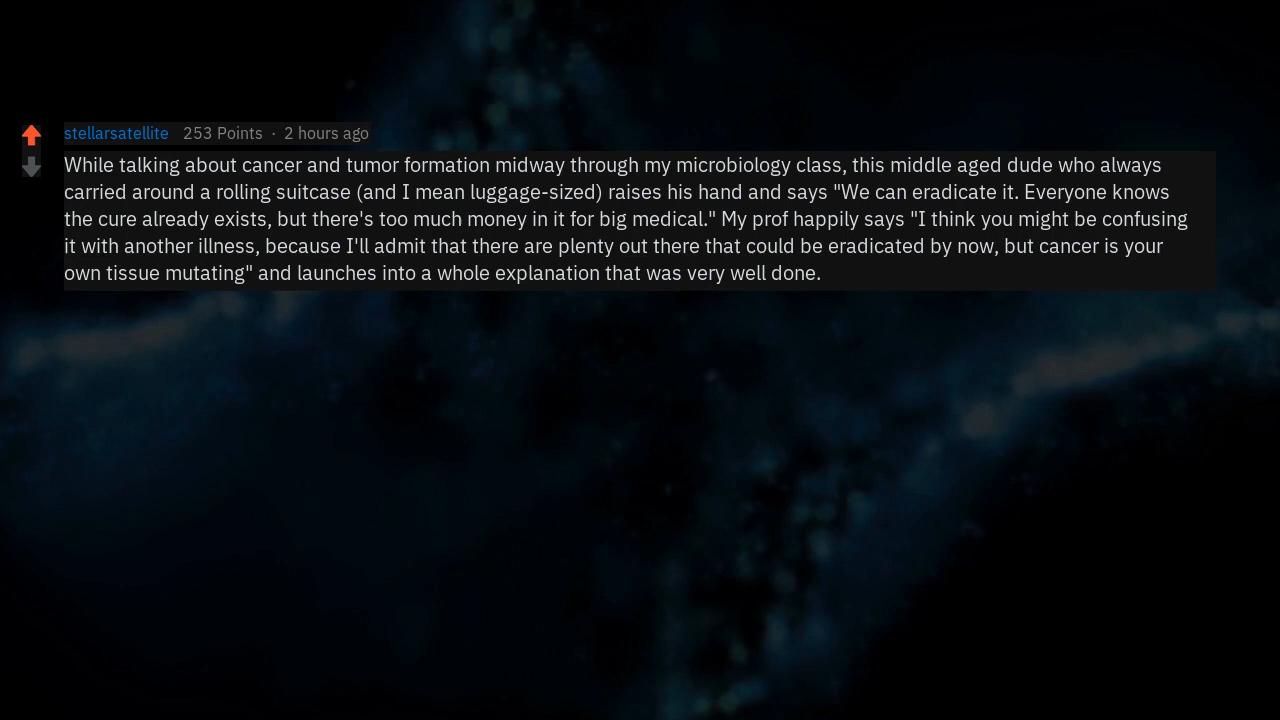 stellarsatellite 253 Points · 2 hours ago
While talking about cancer and tumor formation midway through my microbiology class, this middle aged dude who always
carried around a rolling suitcase (and I mean luggage-sized) raises his hand and says "We can eradicate it. Everyone knows
the cure already exists, but there's too much money in it for big medical." My prof happily says "I think you might be confusing
it with another illness, because I'll admit that there are plenty out there that could be eradicated by now, but cancer is your
own tissue mutating" and launches into a whole explanation that was very well done.